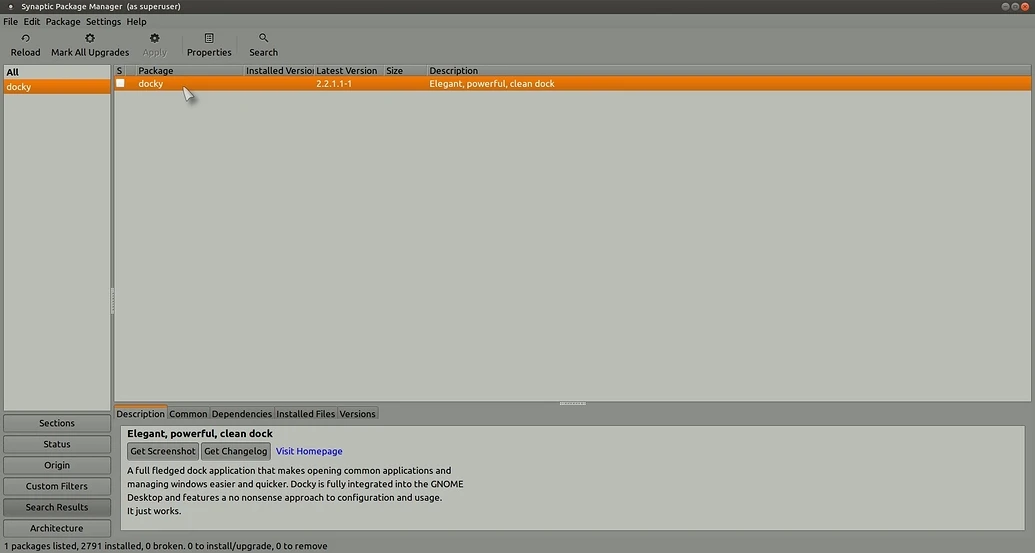 Synaptic Package Manager (as superuser)
File Edit Package Settings Help
Reload Mark All Upgrades Apply Properties Search
All
docky
S Package Installed Version Latest Version Size Description
docky 2.2.1.1-1 Elegant, powerful, clean dock
Sections
Status
Origin
Custom Filters
Search Results
Architecture
Description Common Dependencies Installed Files Versions
Elegant, powerful, clean dock
Get Screenshot Get Changelog Visit Homepage
A full fledged dock application that makes opening common applications and
managing windows easier and quicker. Docky is fully integrated into the GNOME
Desktop and features a no nonsense approach to configuration and usage.
It just works.
1 packages listed, 2791 installed, 0 broken. 0 to install/upgrade, 0 to remove